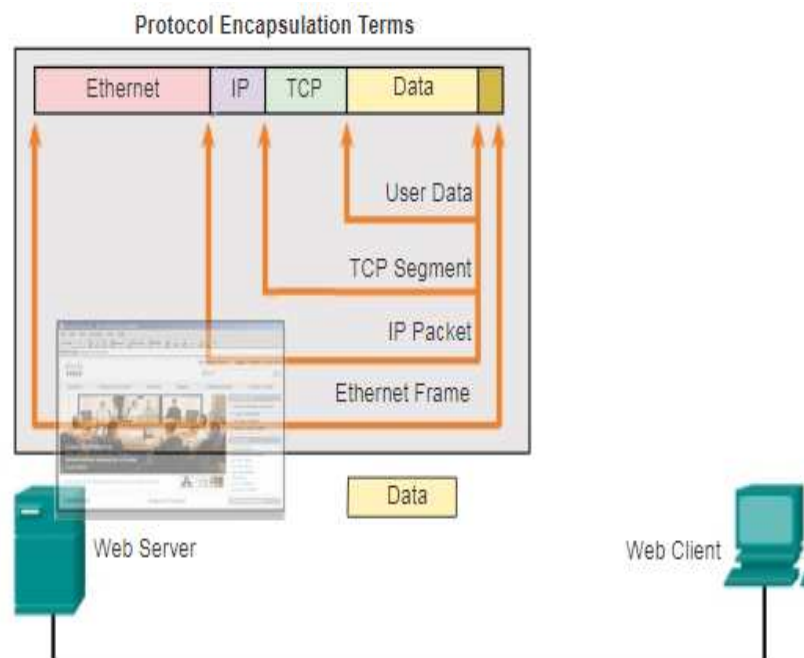 Protocol Encapsulation Terms
Ethernet IP TCP Data
User Data
TCP Segment
IP Packet
Ethernet Frame
Data
Web Server
Web Client